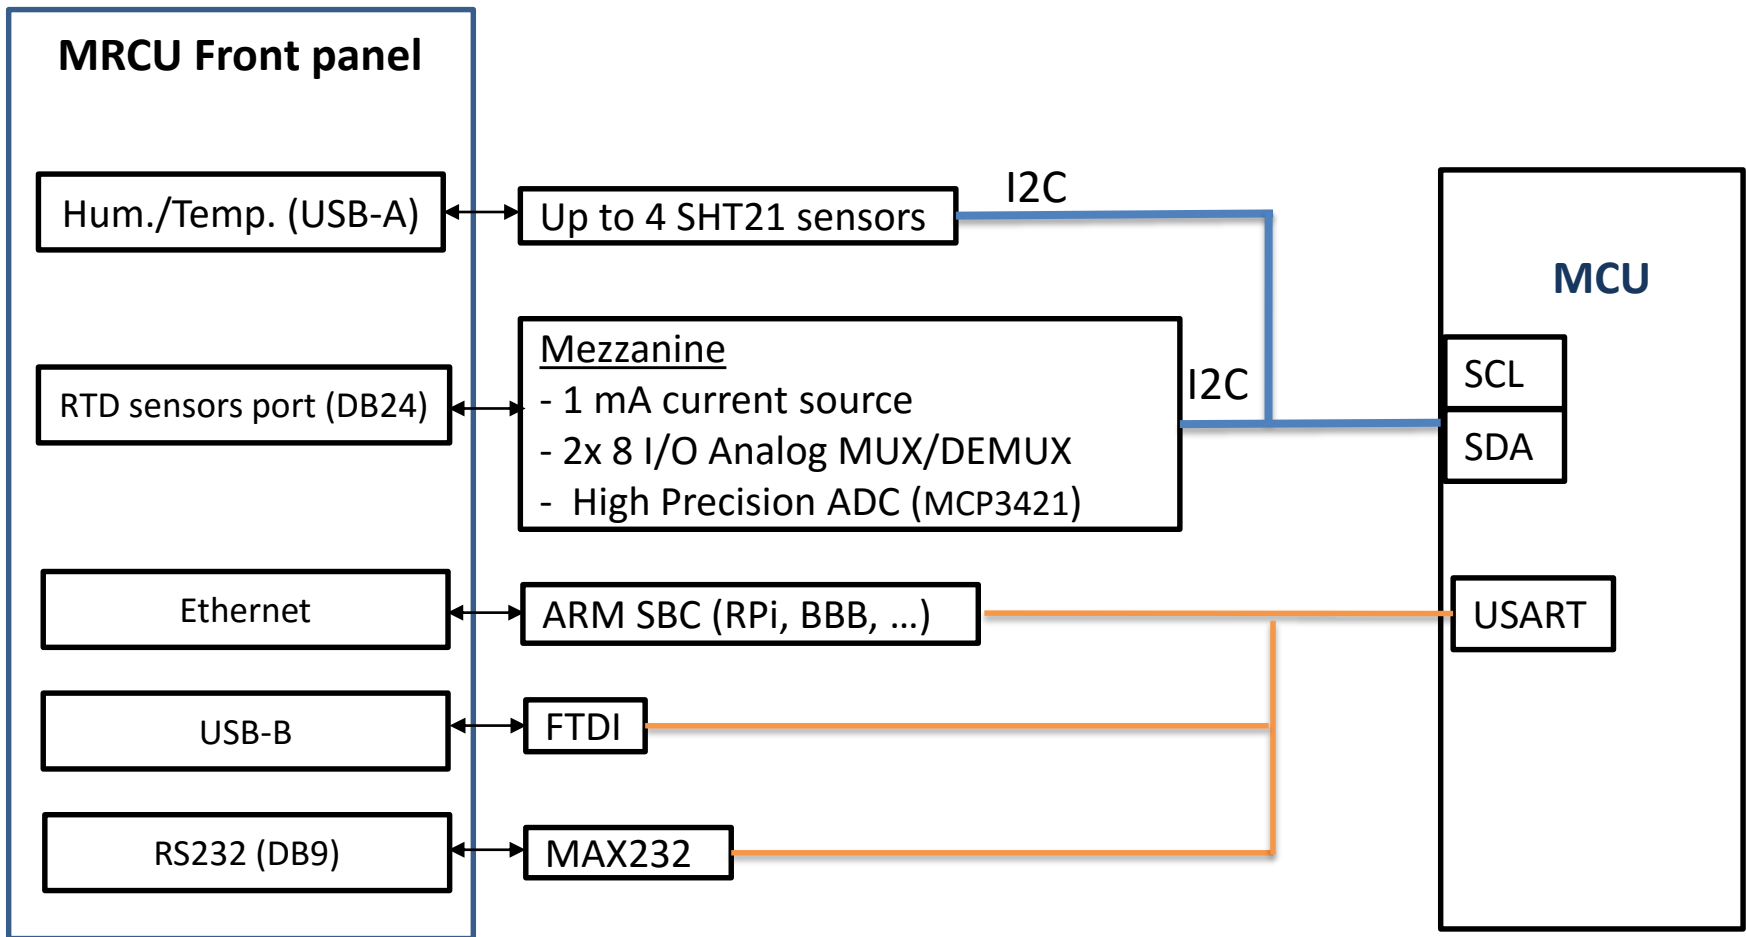 MRCU Front panel
Hum./Temp. (USB-A)
Up to 4 SHT21 sensors
I2C
MCU
RTD sensors port (DB24)
Mezzanine
- 1 mA current source
- 2x 8 I/O Analog MUX/DEMUX
- High Precision ADC (MCP3421)
I2C
SCL
SDA
Ethernet
ARM SBC (RPi, BBB, …)
USART
USB-B
FTDI
RS232 (DB9)
MAX232